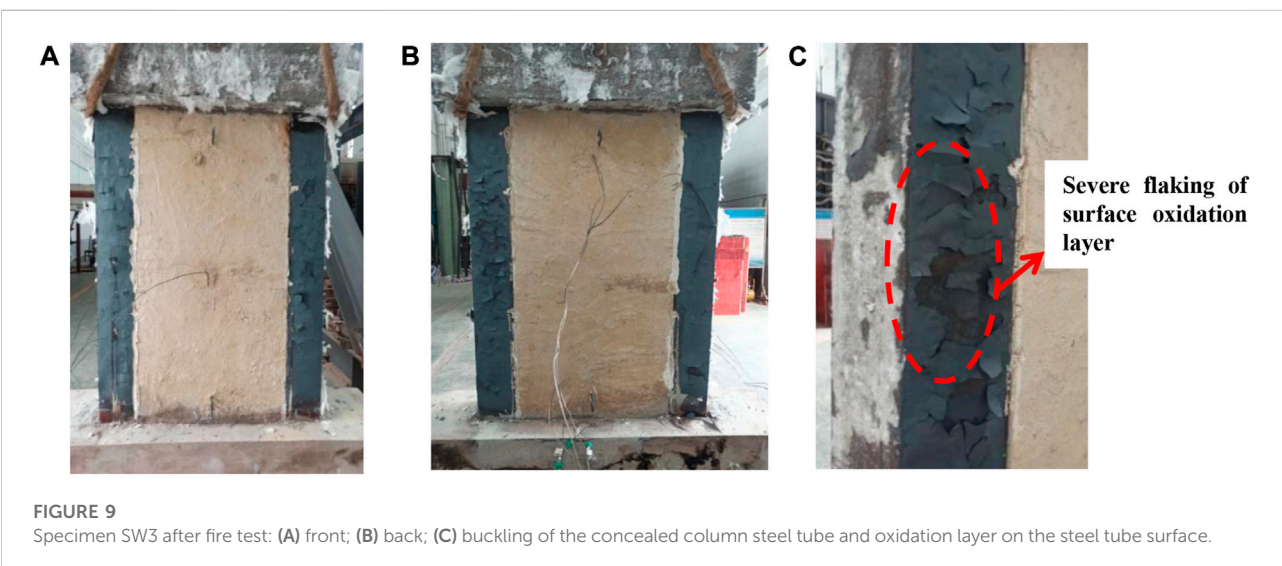 A
B
C
Severe flaking of
surface oxidation
layer
FIGURE 9
Specimen SW3 after fire test: (A) front; (B) back; (C) buckling of the concealed column steel tube and oxidation layer on the steel tube surface.